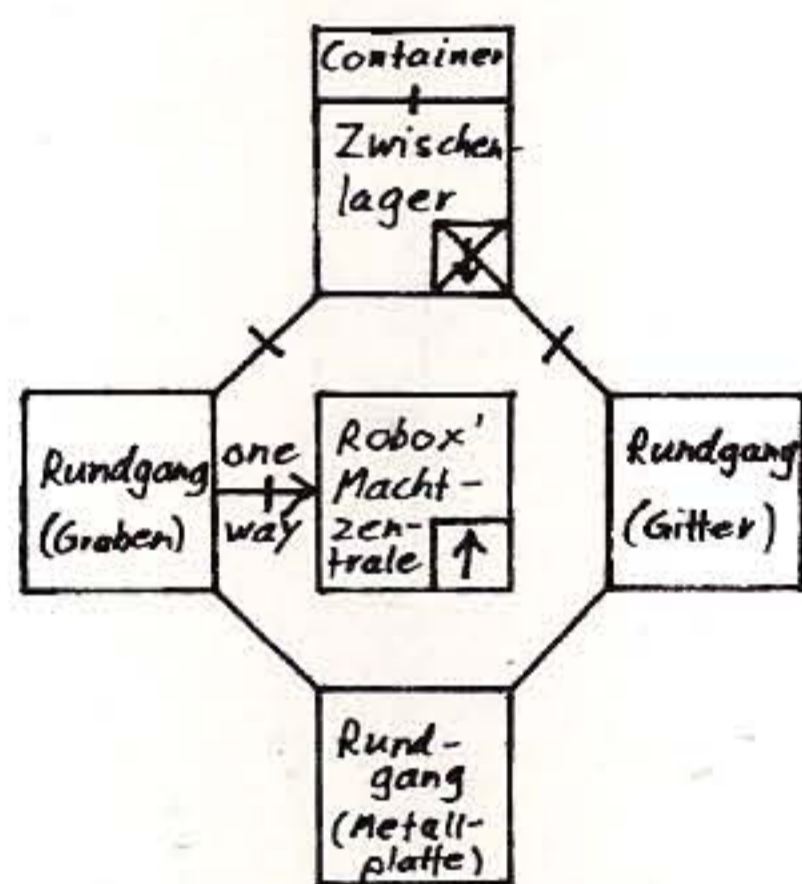 Container
Zwischen-
lager
Rundgang
(Graben)
one
way
Robox'
Macht-
zen-
trale
Rundgang
(Gitter)
Rund-
gang
(Metall-
platte)